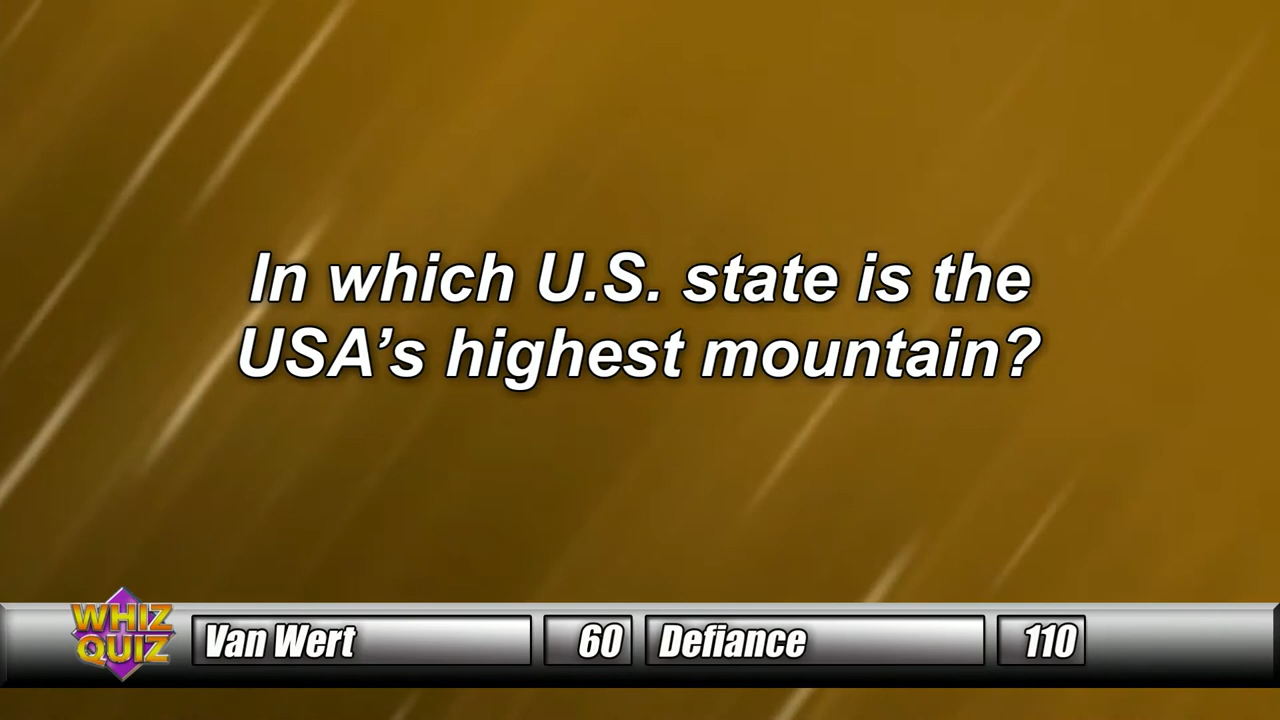 In which U.S. state is the
USA’s highest mountain?
WHIZ
QUIZ
Van Wert 60 Defiance 110